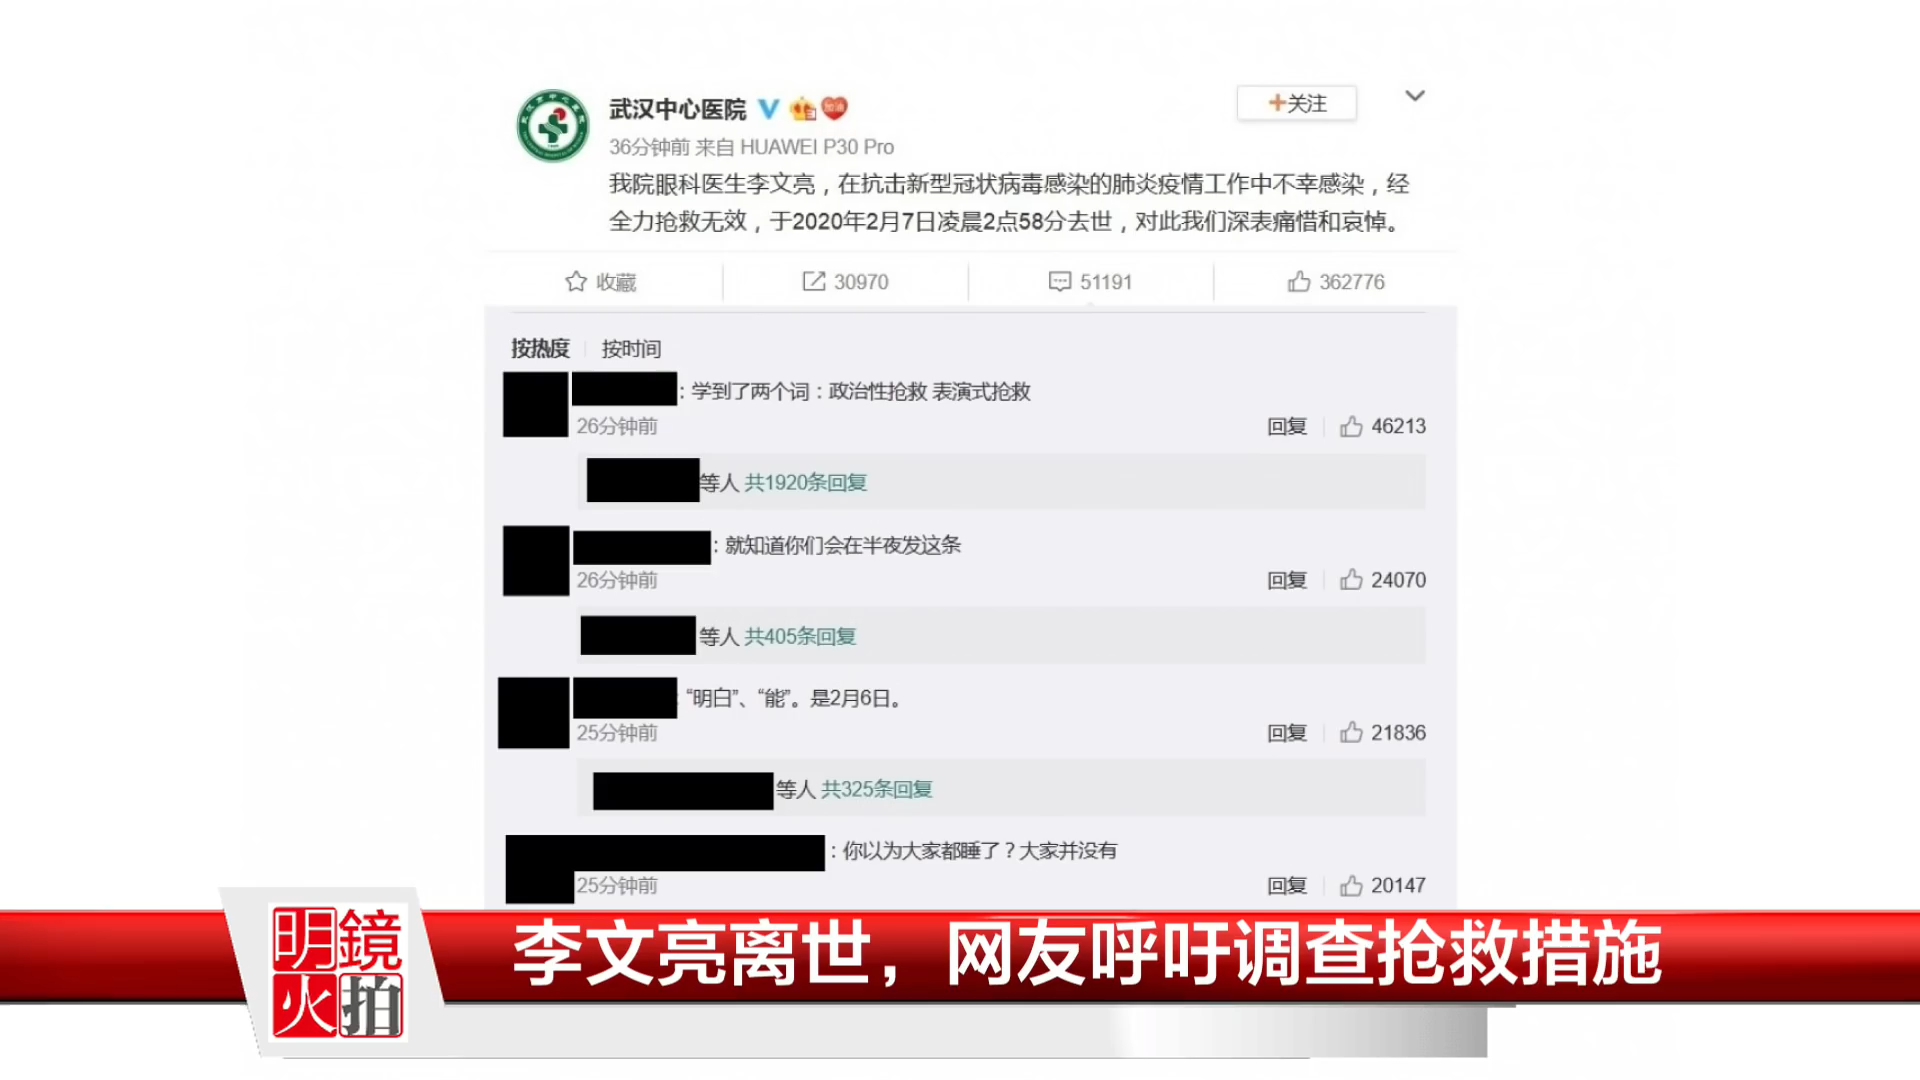 武汉中心医院
+关注
36分钟前 来自 HUAWEI P30 Pro
我院眼科医生李文亮，在抗击新型冠状病毒感染的肺炎疫情工作中不幸感染，经
全力抢救无效，于2020年2月7日凌晨2点58分去世，对此我们深表痛惜和哀悼。
收藏 30970 51191 362776
按热度 按时间
：学到了两个词：政治性抢救 表演式抢救
26分钟前 回复 46213
等人 共1920条回复
：就知道你们会在半夜发这条
26分钟前 回复 24070
等人 共405条回复
：“明白”、“能”。是2月6日。
25分钟前 回复 21836
等人 共325条回复
：你以为大家都睡了？大家并没有
25分钟前 回复 20147
李文亮离世，网友呼吁调查抢救措施
明鏡
火拍